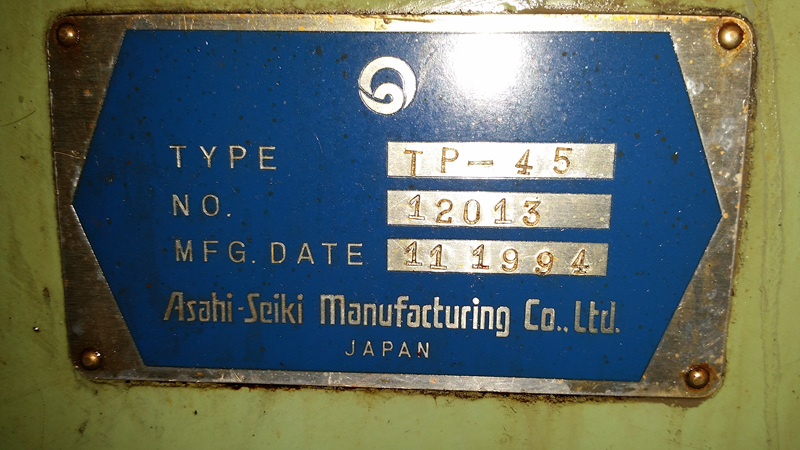 TYPE TP-45
NO. 12013
MFG. DATE 11 1994
Asahi-Seiki Manufacturing Co., Ltd.
JAPAN